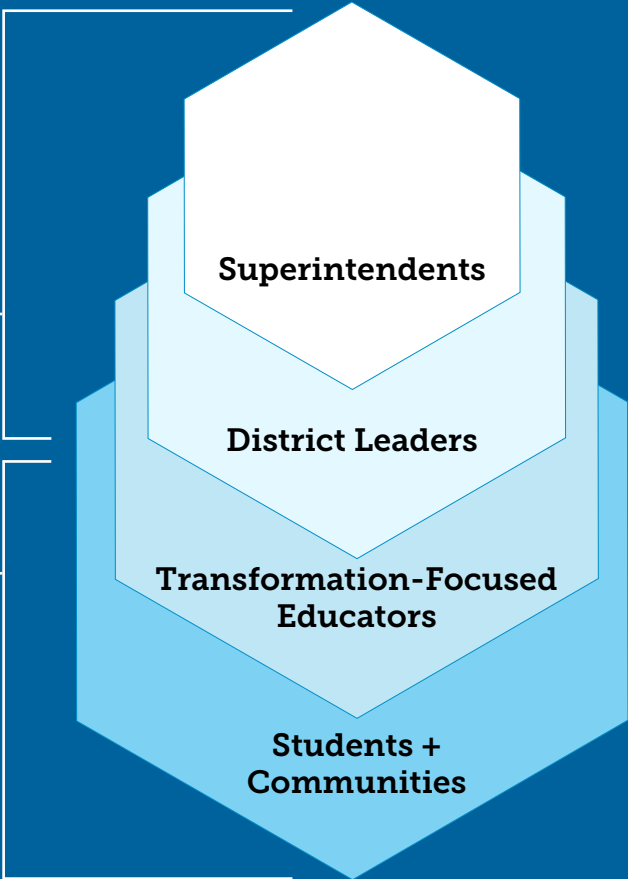 Superintendents
District Leaders
Transformation-Focused
Educators
Students +
Communities